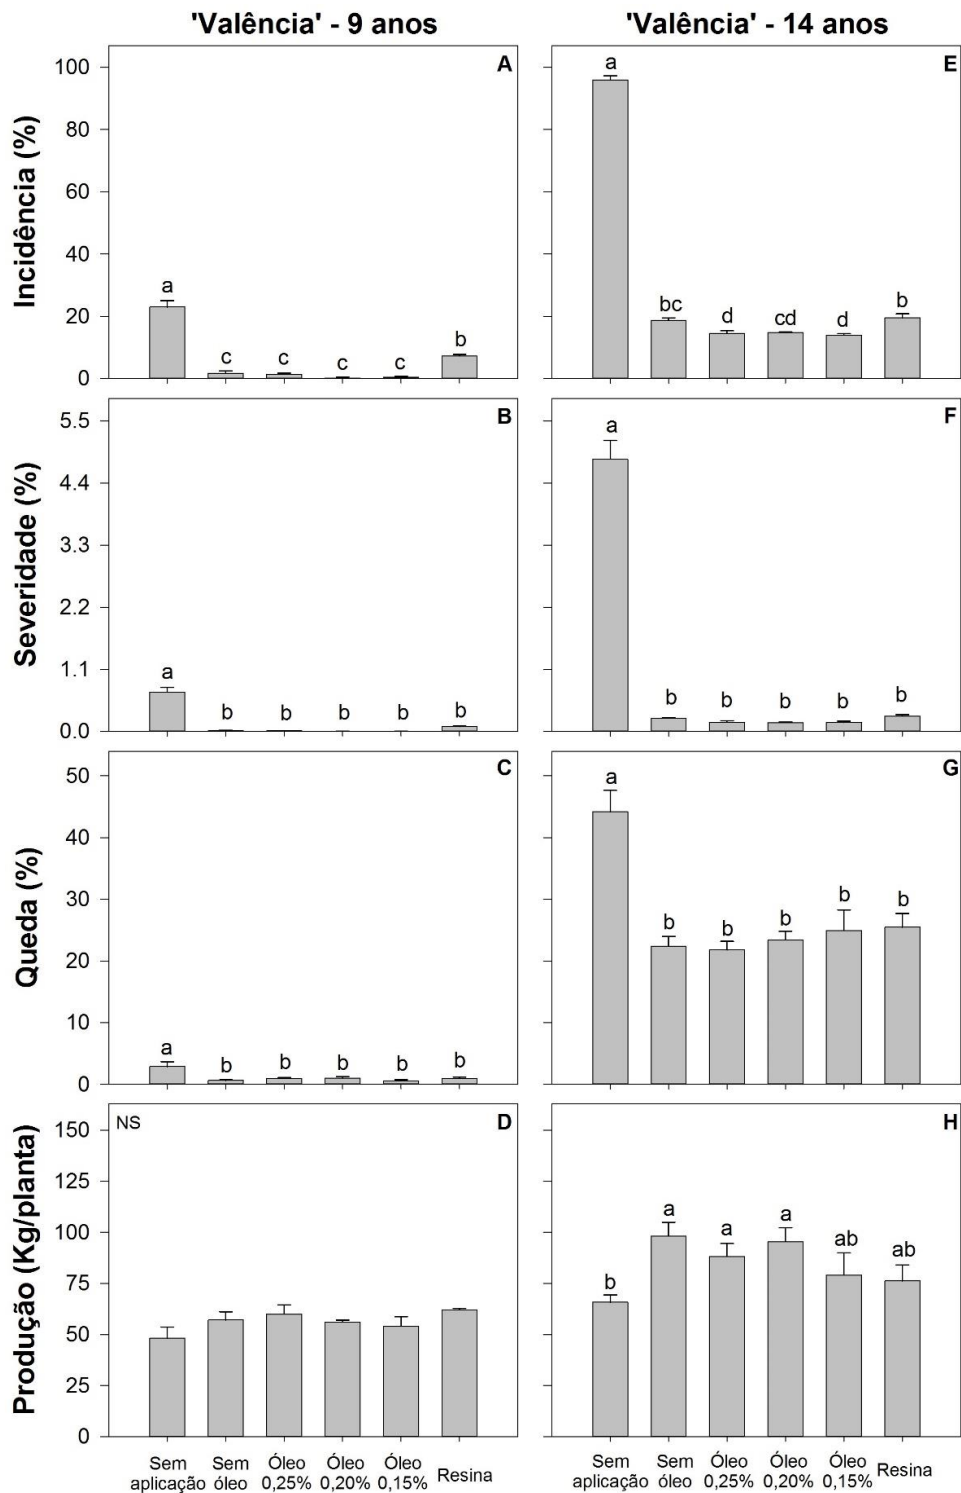 'Valência' - 9 anos
'Valência' - 14 anos
Incidência (%)
100
80
60
40
20
0
A
a
c
c
c
c
b
E
a
bc
d
cd
d
b
Severidade (%)
5.5
4.4
3.3
2.2
1.1
0.0
B
a
b
b
b
b
b
F
a
b
b
b
b
b
Queda (%)
50
40
30
20
10
0
C
a
b
b
b
b
b
G
a
b
b
b
b
b
Produção (Kg/planta)
150
125
100
75
50
25
0
NS
D
H
b
a
a
a
ab
ab
Sem
aplicação
Sem
óleo
Óleo
0,25%
Óleo
0,20%
Óleo
0,15%
Resina
Sem
aplicação
Sem
óleo
Óleo
0,25%
Óleo
0,20%
Óleo
0,15%
Resina